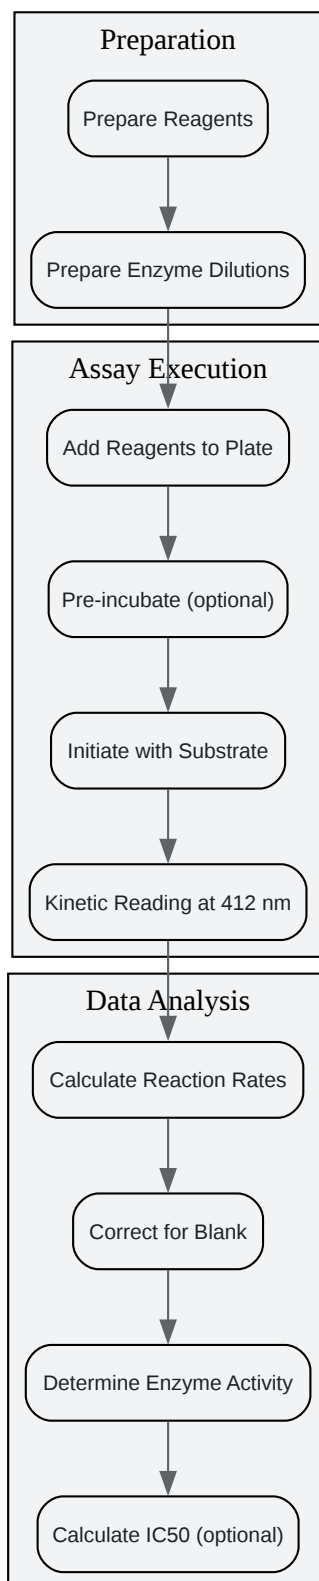 Preparation
Prepare Reagents
Prepare Enzyme Dilutions
Assay Execution
Add Reagents to Plate
Pre-incubate (optional)
Initiate with Substrate
Kinetic Reading at 412 nm
Data Analysis
Calculate Reaction Rates
Correct for Blank
Determine Enzyme Activity
Calculate IC50 (optional)